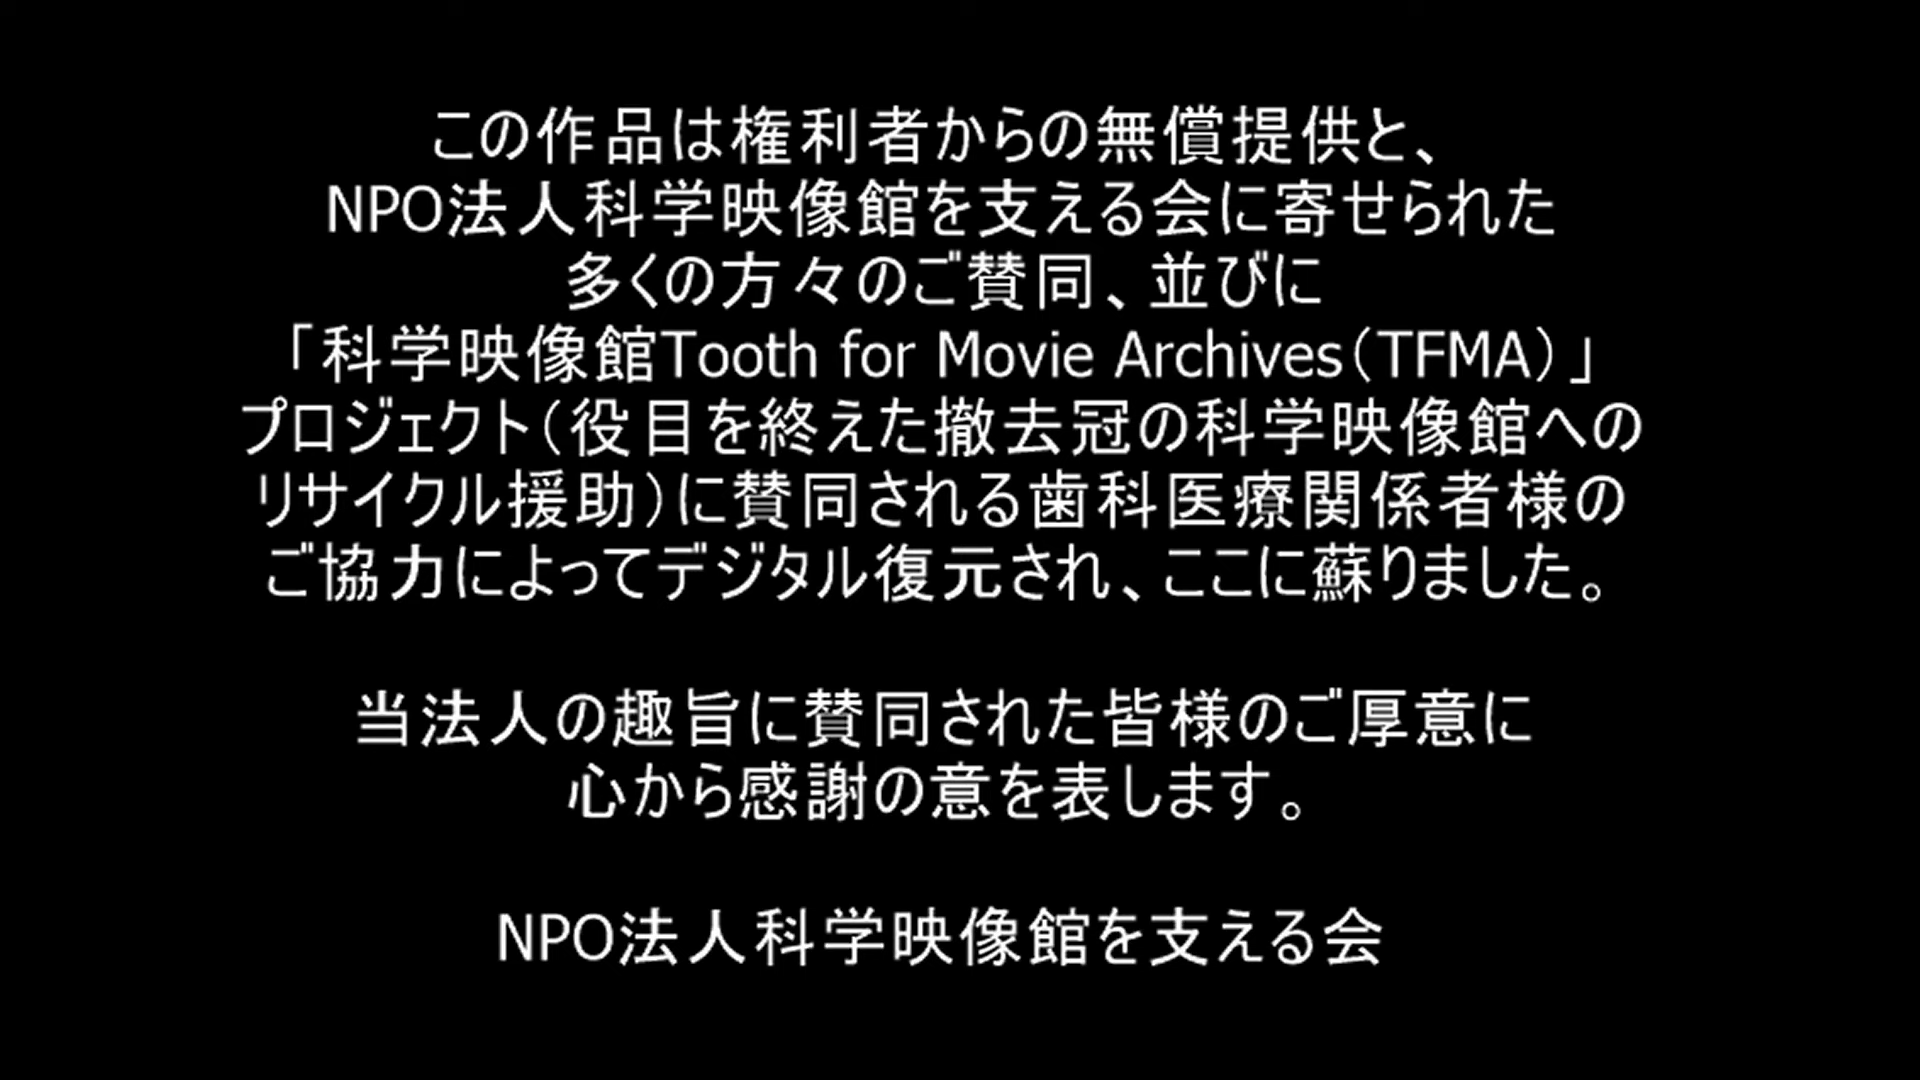 この作品は権利者からの無償提供と、
NPO法人科学映像館を支える会に寄せられた
多くの方々のご賛同、並びに
「科学映像館Tooth for Movie Archives（TFMA）」
プロジェクト（役目を終えた撤去冠の科学映像館への
リサイクル援助）に賛同される歯科医療関係者様の
ご協力によってデジタル復元され、ここに蘇りました。
当法人の趣旨に賛同された皆様のご厚意に
心から感謝の意を表します。
NPO法人科学映像館を支える会